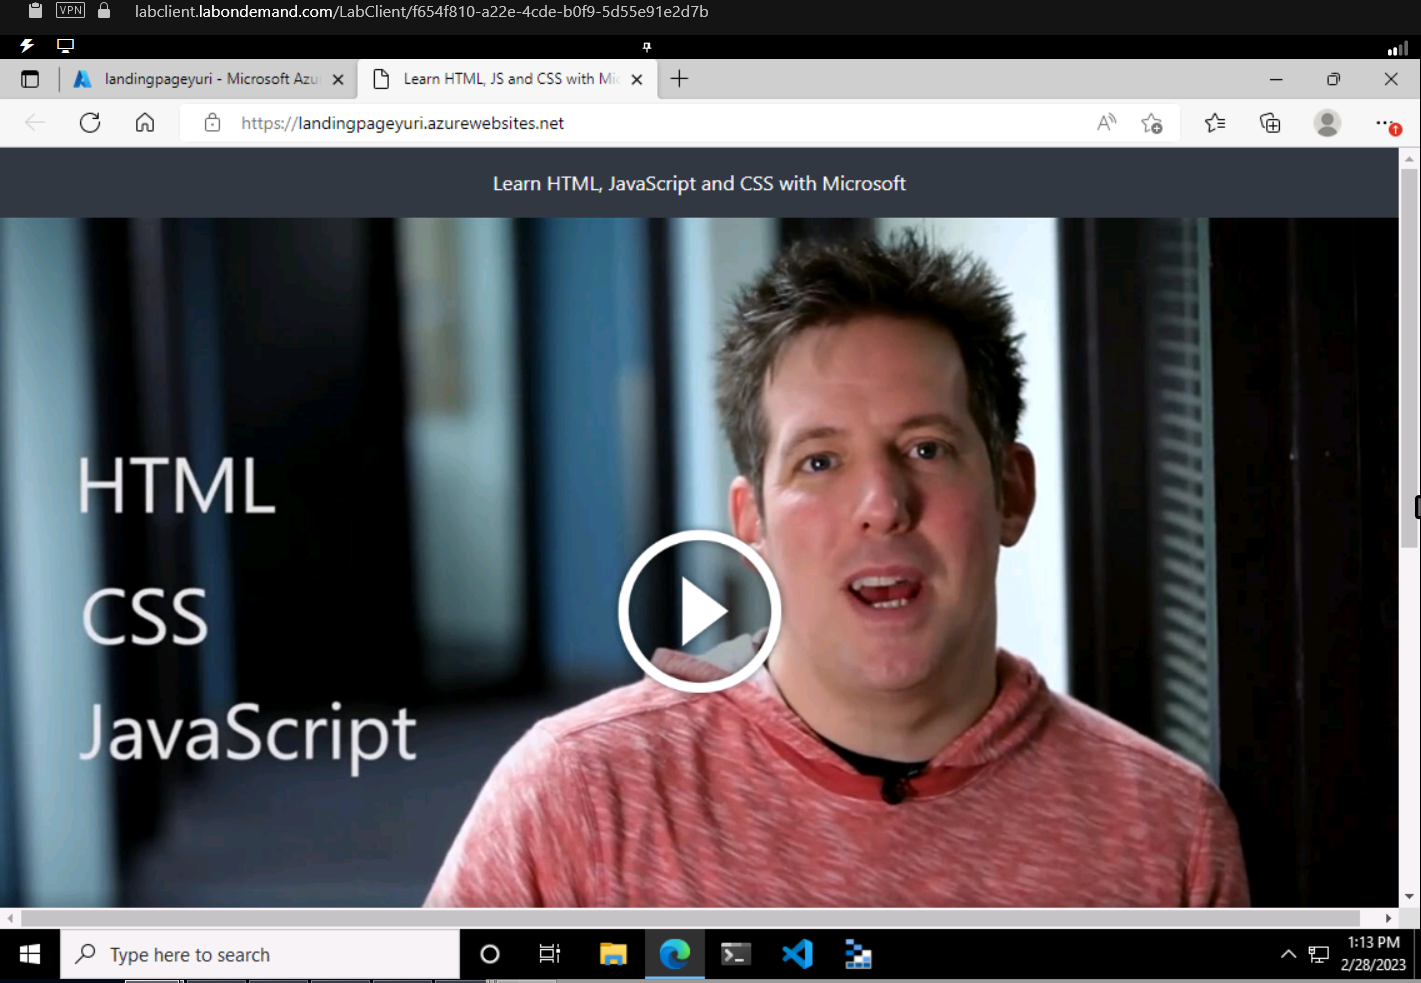 VPN
labclient.labondemand.com/LabClient/f654f810-a22e-4cde-b0f9-5d55e91e2d7b
landingpageyuri - Microsoft Azu
Learn HTML, JS and CSS with Mic
https://landingpageyuri.azurewebsites.net
Learn HTML, JavaScript and CSS with Microsoft
HTML
CSS
JavaScript
Type here to search
1:13 PM
2/28/2023